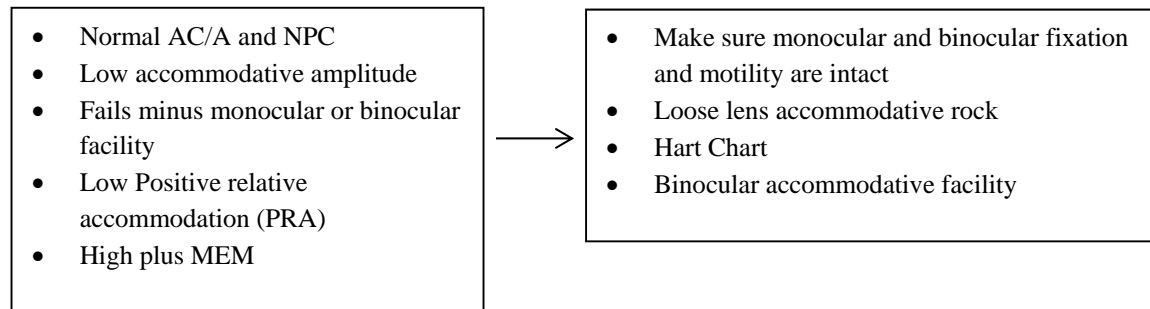 • Normal AC/A and NPC
• Low accommodative amplitude
• Fails minus monocular or binocular
facility
• Low Positive relative
accommodation (PRA)
• High plus MEM
• Make sure monocular and binocular fixation
and motility are intact
• Loose lens accommodative rock
• Hart Chart
• Binocular accommodative facility